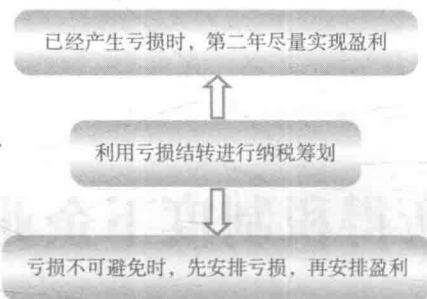 已经产生亏损时，第二年尽量实现盈利
利用亏损结转进行纳税筹划
亏损不可避免时，先安排亏损，再安排盈利